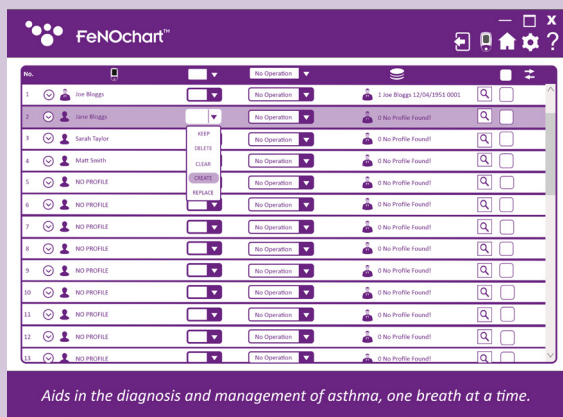 FeNOchart™
?
No. No Operation
1 Joe Bloggs No Operation 1 Joe Bloggs 12/04/1951 0001
2 Jane Bloggs No Operation 0 No Profile Found!
KEEP
3 Sarah Taylor No Operation 0 No Profile Found!
DELETE
4 Matt Smith No Operation 0 No Profile Found!
CLEAR
CREATE
5 NO PROFILE No Operation 0 No Profile Found!
REPLACE
6 NO PROFILE No Operation 0 No Profile Found!
7 NO PROFILE No Operation 0 No Profile Found!
8 NO PROFILE No Operation 0 No Profile Found!
9 NO PROFILE No Operation 0 No Profile Found!
10 NO PROFILE No Operation 0 No Profile Found!
11 NO PROFILE No Operation 0 No Profile Found!
12 NO PROFILE No Operation 0 No Profile Found!
13 NO PROFILE No Operation 0 No Profile Found!
Aids in the diagnosis and management of asthma, one breath at a time.